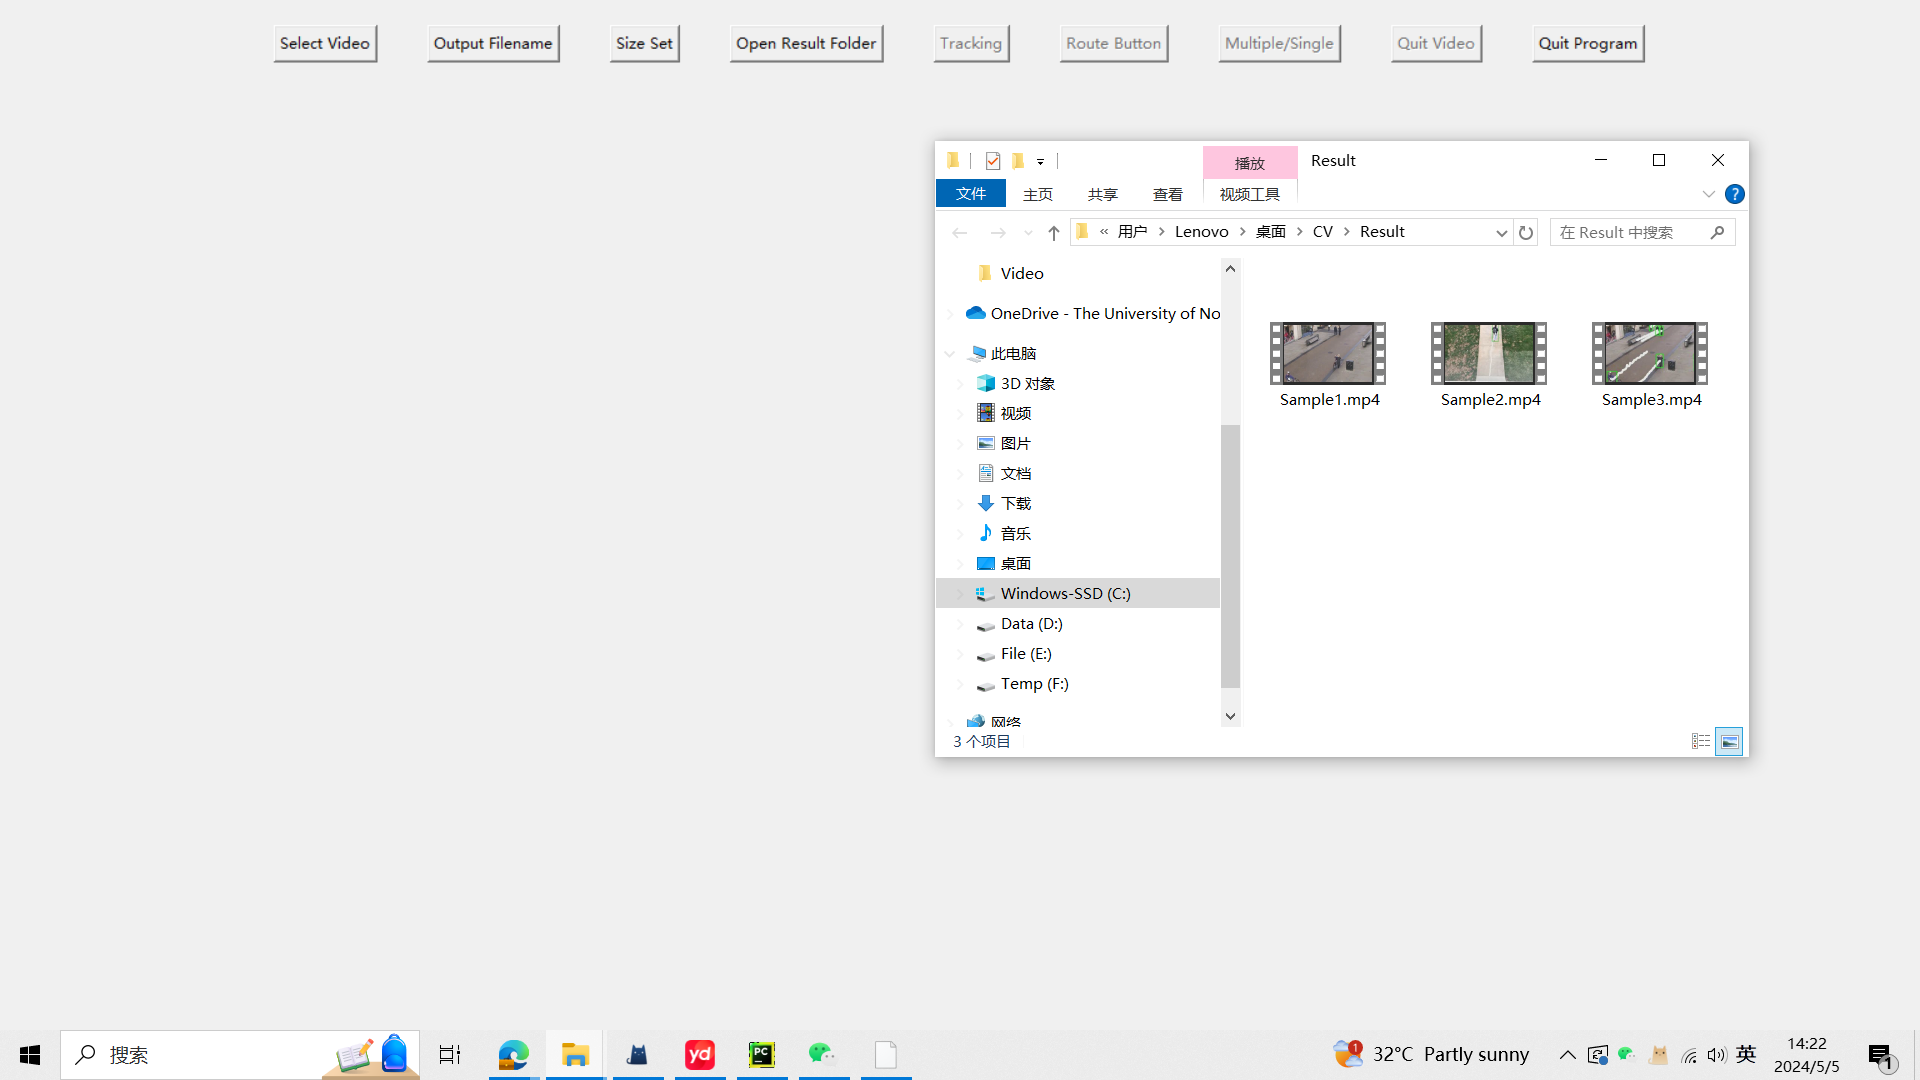 Select Video
Output Filename
Size Set
Open Result Folder
Tracking
Route Button
Multiple/Single
Quit Video
Quit Program
播放
Result
文件
主页
共享
查看
视频工具
« 用户 > Lenovo > 桌面 > CV > Result
在 Result 中搜索
Video
OneDrive - The University of No
此电脑
3D 对象
视频
图片
文档
下载
音乐
桌面
Windows-SSD (C:)
Data (D:)
File (E:)
Temp (F:)
网络
Sample1.mp4
Sample2.mp4
Sample3.mp4
3 个项目
搜索
yd
PC
1
32°C Partly sunny
英
14:22
2024/5/5
1